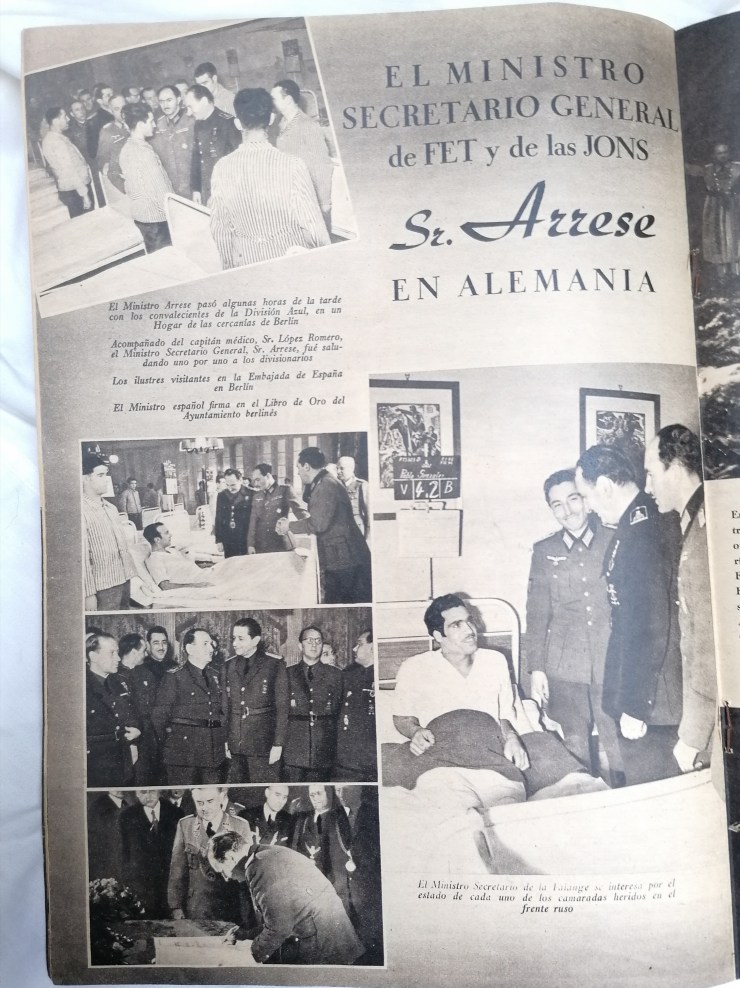 EL MINISTRO
SECRETARIO GENERAL
de FET y de las JONS
Sr. Arrese
EN ALEMANIA
El Ministro Arrese pasó algunas horas de la tarde
con los convalecientes de la División Azul, en un
Hogar de las cercanías de Berlín
Acompañado del capitán médico, Sr. López Romero,
el Ministro Secretario General, Sr. Arrese, fué salu-
dando uno por uno a los divisionarios
Los ilustres visitantes en la Embajada de España
en Berlín
El Ministro español firma en el Libro de Oro del
Ayuntamiento berlinés
V 4.2 B
El Ministro Secretario de la Falange se interesa por el
estado de cada uno de los camaradas heridos en el
frente ruso